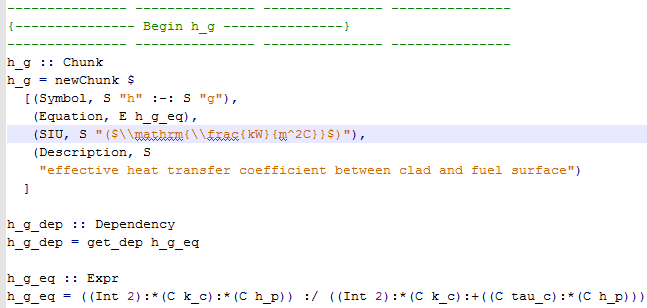 --------------- --------------- --------------- ---------------
{--------------- Begin h_g ---------------}
--------------- --------------- --------------- ---------------
h_g :: Chunk
h_g = newChunk $
[(Symbol, S "h" :-: S "g"),
(Equation, E h_g_eq),
(SIU, S "($\\mathrm{\\frac{kW}{m^2C}}$)"),
(Description, S
"effective heat transfer coefficient between clad and fuel surface")
]
h_g_dep :: Dependency
h_g_dep = get_dep h_g_eq
h_g_eq :: Expr
h_g_eq = ((Int 2):*(C k_c):*(C h_p)) :/ ((Int 2):*(C k_c):+((C tau_c):*(C h_p)))